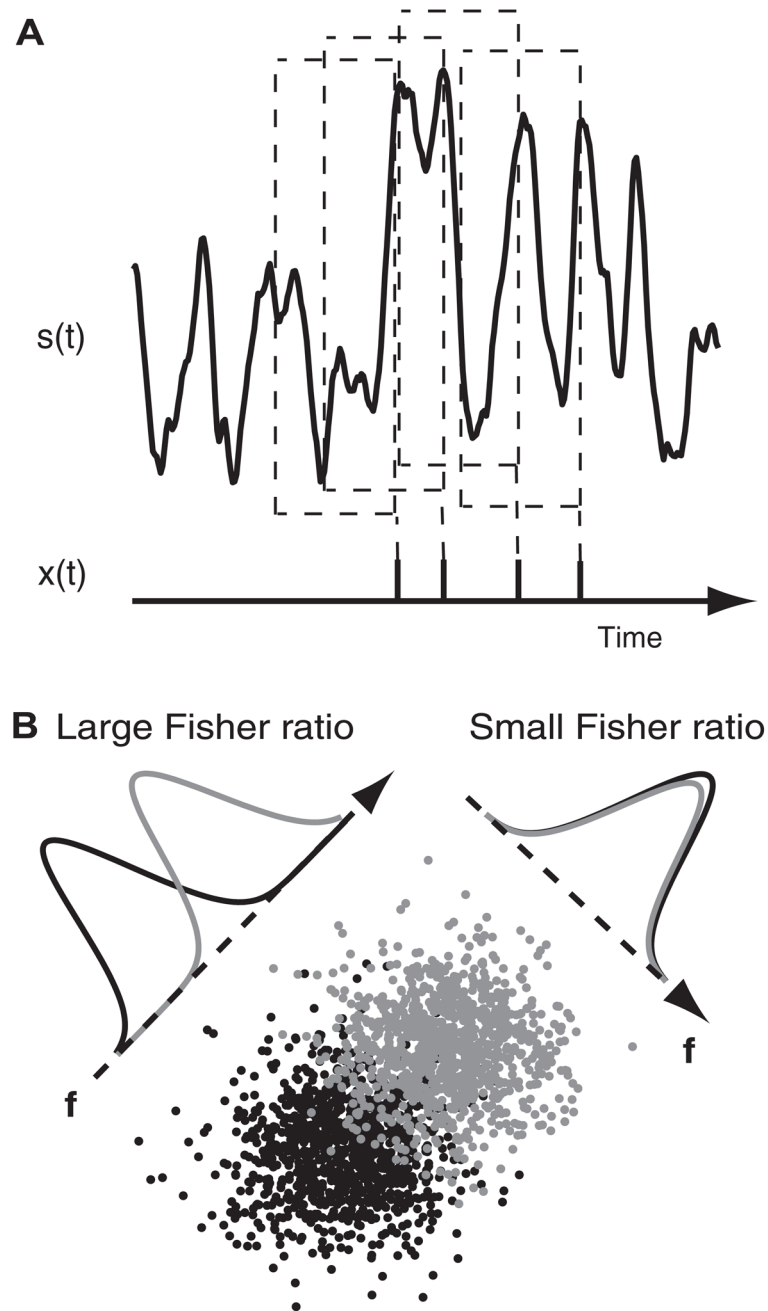 A
s(t)
x(t)
Time
B Large Fisher ratio
Small Fisher ratio
f
f